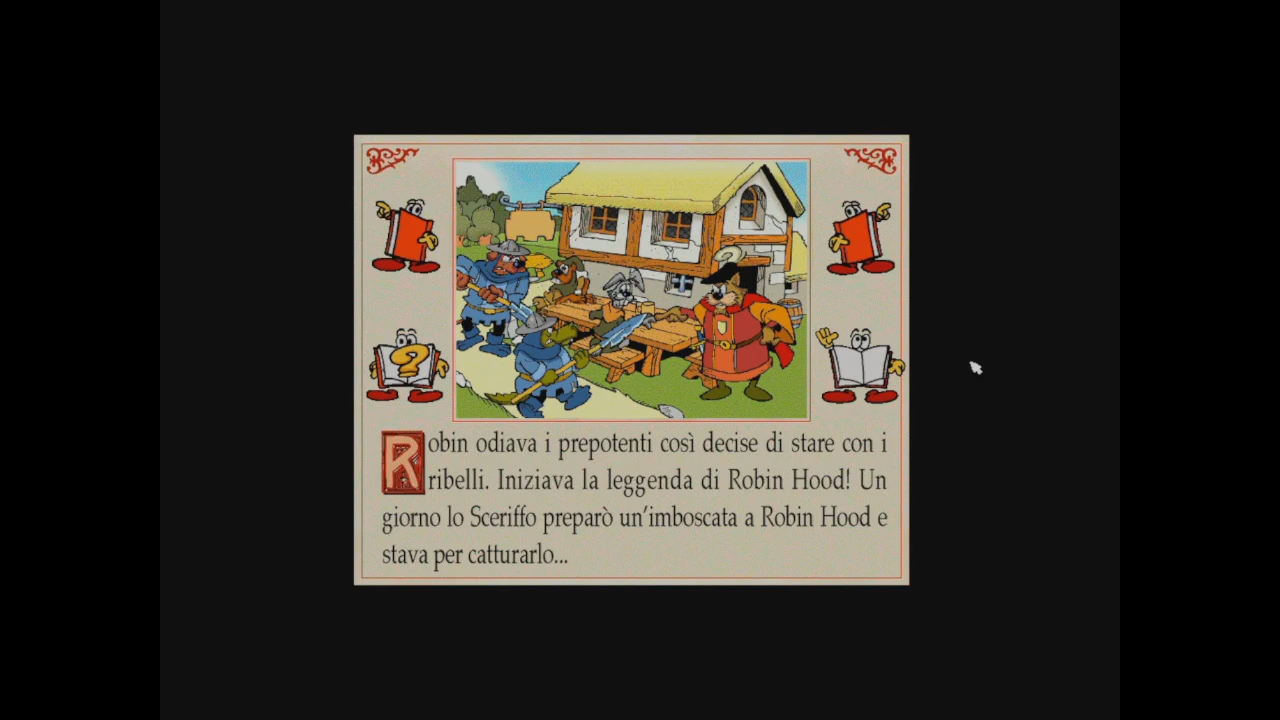 Robin odiava i prepotenti così decise di stare con i
ribelli. Iniziava la leggenda di Robin Hood! Un
giorno lo Sceriffo preparò un'imboscata a Robin Hood e
stava per catturarlo...
?